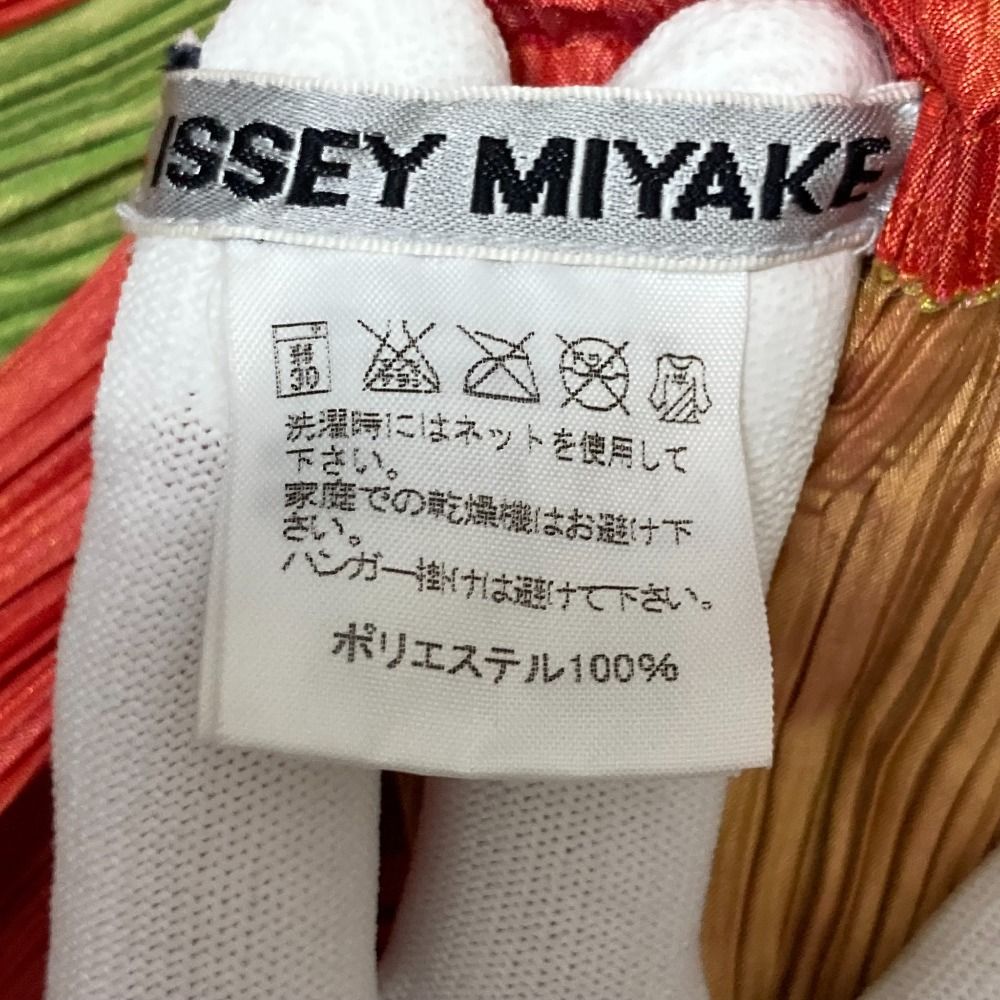 ISSEY MIYAKE
弱
30
洗濯時にはネットを使用して
下さい。
家庭での乾燥機はお避け下
さい。
ハンガー掛けは避けて下さい。
ポリエステル100%